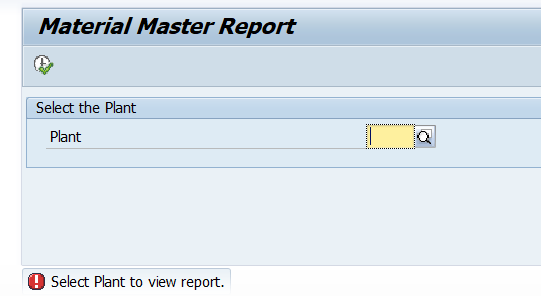 Material Master Report
Select the Plant
Plant
Select Plant to view report.